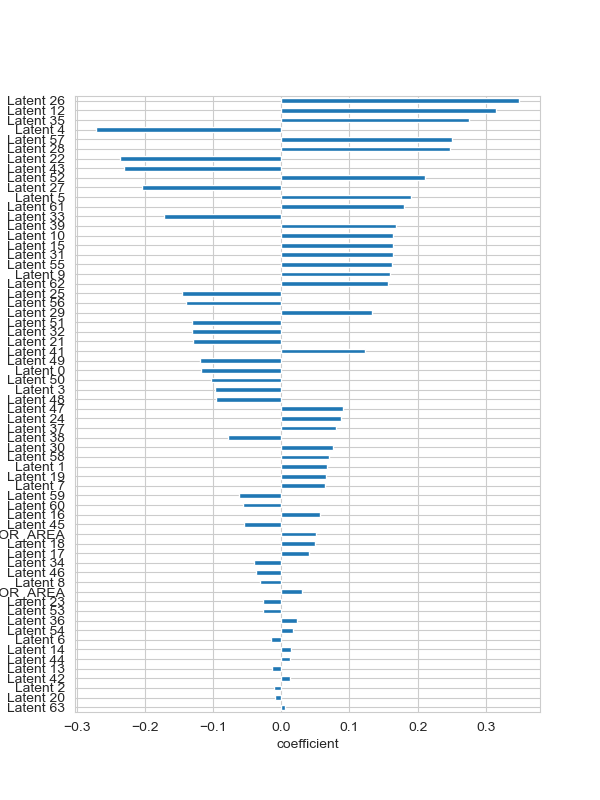 Latent 26
Latent 12
Latent 35
Latent 4
Latent 57
Latent 28
Latent 22
Latent 43
Latent 52
Latent 27
Latent 5
Latent 61
Latent 33
Latent 39
Latent 10
Latent 15
Latent 31
Latent 55
Latent 9
Latent 62
Latent 25
Latent 56
Latent 29
Latent 51
Latent 32
Latent 21
Latent 41
Latent 49
Latent 0
Latent 50
Latent 3
Latent 48
Latent 47
Latent 24
Latent 37
Latent 38
Latent 30
Latent 58
Latent 1
Latent 19
Latent 7
Latent 59
Latent 60
Latent 16
Latent 45
OR_AREA
Latent 18
Latent 17
Latent 34
Latent 46
Latent 8
OR_AREA
Latent 23
Latent 53
Latent 36
Latent 54
Latent 6
Latent 14
Latent 44
Latent 13
Latent 42
Latent 2
Latent 20
Latent 63
−0.3 −0.2 −0.1 0.0 0.1 0.2 0.3
coefficient